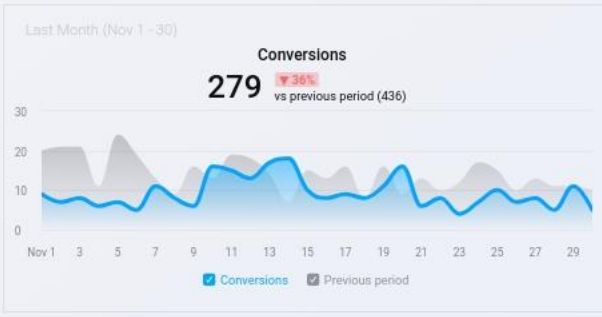 Last Month (Nov 1 - 30)
Conversions
279 ▼ 36%
vs previous period (436)
30
20
10
0
Nov 1 3 5 7 9 11 13 15 17 19 21 23 25 27 29
Conversions Previous period